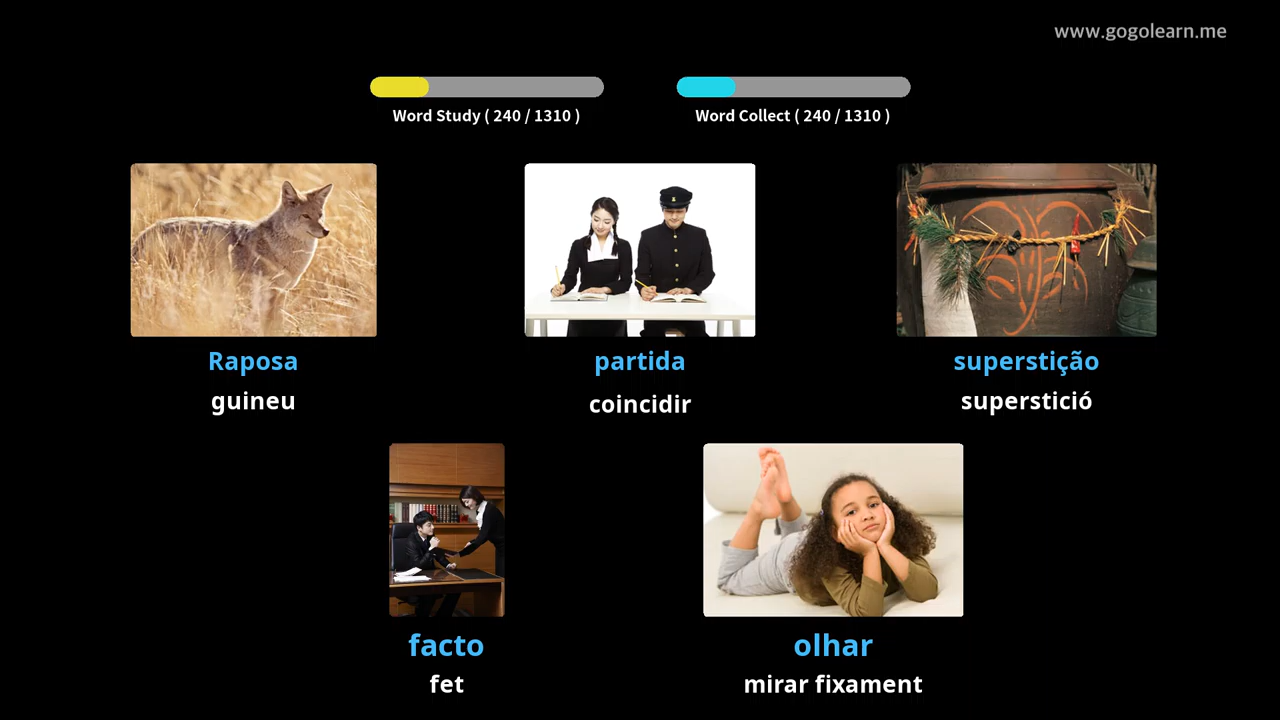 www.gogolearn.me
Word Study ( 240 / 1310 )
Word Collect ( 240 / 1310 )
Raposa
guineu
partida
coincidir
superstição
superstició
facto
fet
olhar
mirar fixament